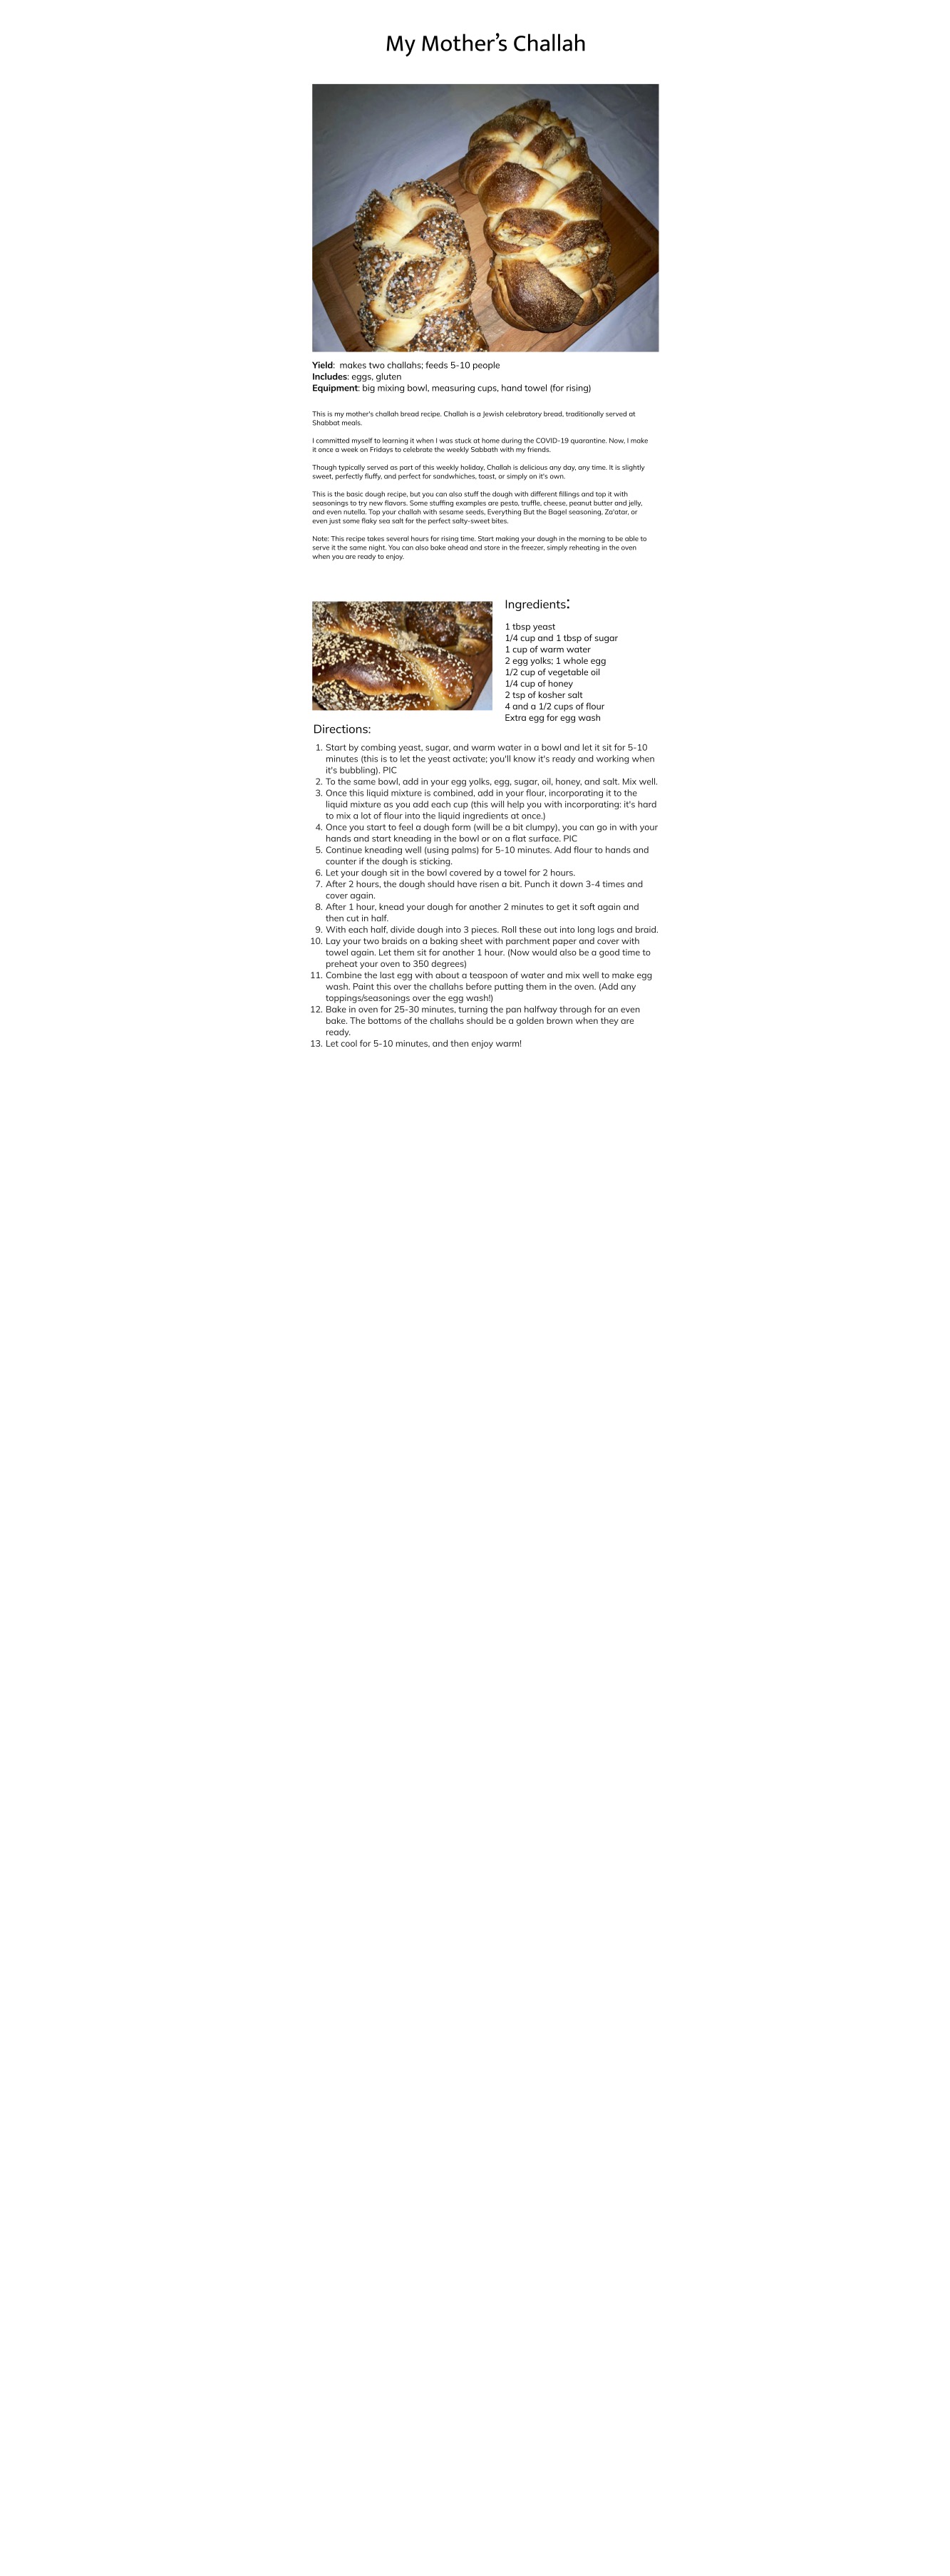 My Mother’s Challah
Yield:  makes two challahs; feeds 5-10 people
Includes: eggs, gluten
Equipment: big mixing bowl, measuring cups, hand towel (for rising)
This is my mother's challah bread recipe. Challah is a Jewish celebratory bread, traditionally served at
Shabbat meals.
I committed myself to learning it when I was stuck at home during the COVID-19 quarantine. Now, I make
it once a week on Fridays to celebrate the weekly Sabbath with my friends.
Though typically served as part of this weekly holiday, Challah is delicious any day, any time. It is slightly
sweet, perfectly fluffy, and perfect for sandwhiches, toast, or simply on it's own.
This is the basic dough recipe, but you can also stuff the dough with different fillings and top it with
seasonings to try new flavors. Some stuffing examples are pesto, truffle, cheese, peanut butter and jelly,
and even nutella. Top your challah with sesame seeds, Everything But the Bagel seasoning, Za'atar, or
even just some flaky sea salt for the perfect salty-sweet bites.
Note: This recipe takes several hours for rising time. Start making your dough in the morning to be able to
serve it the same night. You can also bake ahead and store in the freezer, simply reheating in the oven
when you are ready to enjoy.
Ingredients:
1 tbsp yeast
1/4 cup and 1 tbsp of sugar
1 cup of warm water
2 egg yolks; 1 whole egg
1/2 cup of vegetable oil
1/4 cup of honey
2 tsp of kosher salt
4 and a 1/2 cups of flour
Extra egg for egg wash
Directions:
1. Start by combing yeast, sugar, and warm water in a bowl and let it sit for 5-10
minutes (this is to let the yeast activate; you'll know it's ready and working when
it's bubbling). PIC
2. To the same bowl, add in your egg yolks, egg, sugar, oil, honey, and salt. Mix well.
3. Once this liquid mixture is combined, add in your flour, incorporating it to the
liquid mixture as you add each cup (this will help you with incorporating: it's hard
to mix a lot of flour into the liquid ingredients at once.)
4. Once you start to feel a dough form (will be a bit clumpy), you can go in with your
hands and start kneading in the bowl or on a flat surface. PIC
5. Continue kneading well (using palms) for 5-10 minutes. Add flour to hands and
counter if the dough is sticking.
6. Let your dough sit in the bowl covered by a towel for 2 hours.
7. After 2 hours, the dough should have risen a bit. Punch it down 3-4 times and
cover again.
8. After 1 hour, knead your dough for another 2 minutes to get it soft again and
then cut in half.
9. With each half, divide dough into 3 pieces. Roll these out into long logs and braid.
10. Lay your two braids on a baking sheet with parchment paper and cover with
towel again. Let them sit for another 1 hour. (Now would also be a good time to
preheat your oven to 350 degrees)
11. Combine the last egg with about a teaspoon of water and mix well to make egg
wash. Paint this over the challahs before putting them in the oven. (Add any
toppings/seasonings over the egg wash!)
12. Bake in oven for 25-30 minutes, turning the pan halfway through for an even
bake. The bottoms of the challahs should be a golden brown when they are
ready.
13. Let cool for 5-10 minutes, and then enjoy warm!